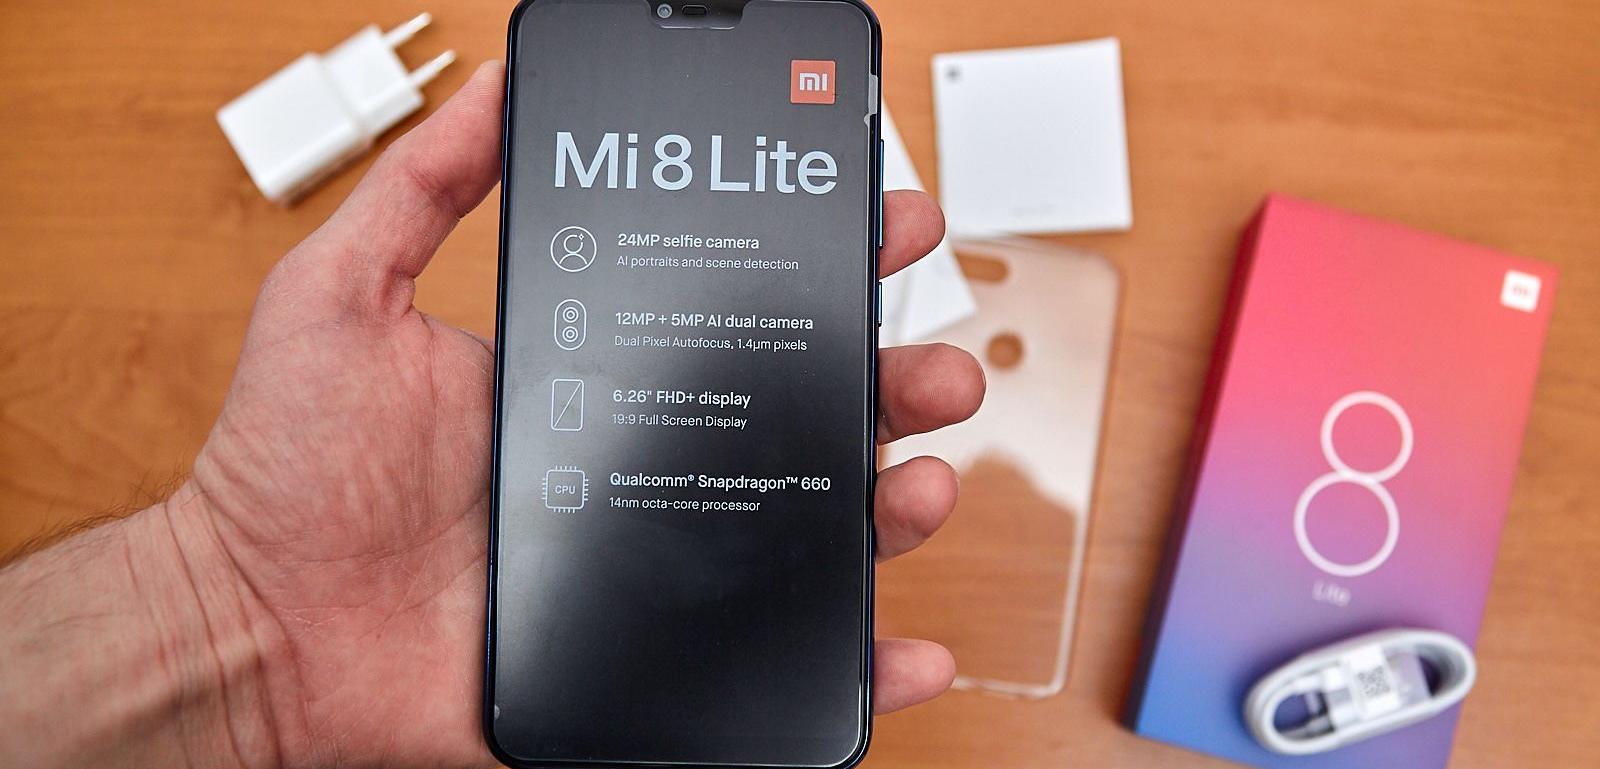 mi
Mi 8 Lite
24MP selfie camera
AI portraits and scene detection
12MP + 5MP AI dual camera
Dual Pixel Autofocus, 1.4µm pixels
6.26" FHD+ display
19:9 Full Screen Display
CPU
Qualcomm® Snapdragon™ 660
14nm octa-core processor
mi
8
Lite